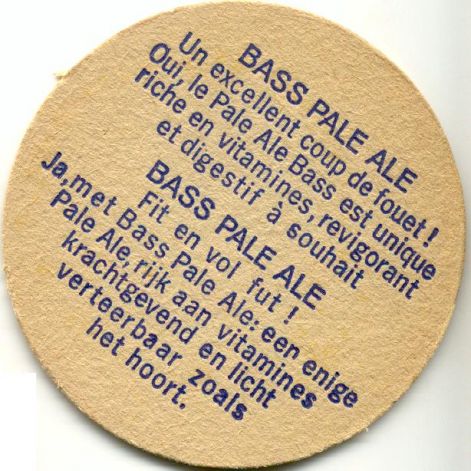 BASS PALE ALE
Un excellent coup de fouet !
Oui, le Pale Ale Bass est unique
riche en vitamines, revigorant
et digestif à souhait
BASS PALE ALE
Fit en vol fut !
Ja, met Bass Pale Ale: een enige
Pale Ale, rijk aan vitamines
krachtgevend en licht
verteerbaar zoals
het hoort.